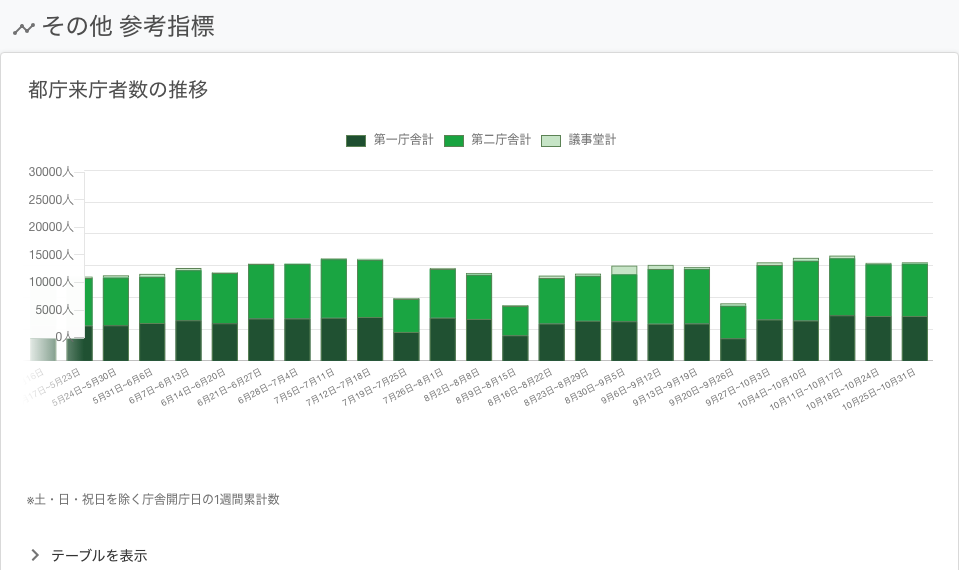 その他 参考指標
都庁来庁者数の推移
第一庁舎計 第二庁舎計 議事堂計
30000人
25000人
20000人
15000人
10000人
5000人
0人
5月24日~5月30日
5月31日~6月6日
6月7日~6月13日
6月14日~6月20日
6月21日~6月27日
6月28日~7月4日
7月5日~7月11日
7月12日~7月18日
7月19日~7月25日
7月26日~8月1日
8月2日~8月8日
8月9日~8月15日
8月16日~8月22日
8月23日~8月29日
8月30日~9月5日
9月6日~9月12日
9月13日~9月19日
9月20日~9月26日
9月27日~10月3日
10月4日~10月10日
10月11日~10月17日
10月18日~10月24日
10月25日~10月31日
※土・日・祝日を除く庁舎開庁日の1週間累計数
テーブルを表示